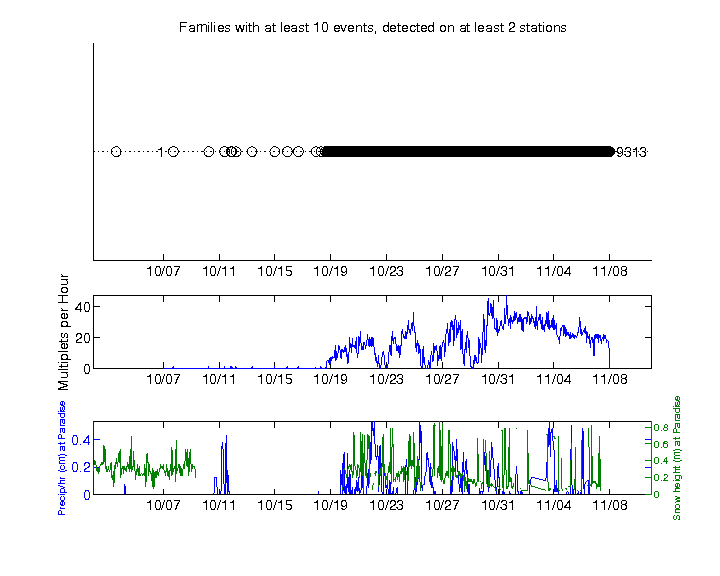 Families with at least 10 events, detected on at least 2 stations
1 9313
10/07 10/11 10/15 10/19 10/23 10/27 10/31 11/04 11/08
Multiplets per Hour
40
20
0
10/07 10/11 10/15 10/19 10/23 10/27 10/31 11/04 11/08
Precip/hr (cm) at Paradise
0.4
0.2
0
0.8
0.6
0.4
0.2
0
Snow height (m) at Paradise
10/07 10/11 10/15 10/19 10/23 10/27 10/31 11/04 11/08